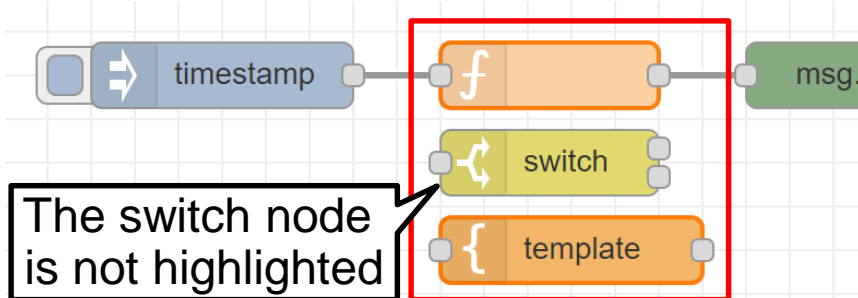 timestamp
msg.
switch
The switch node
is not highlighted
template